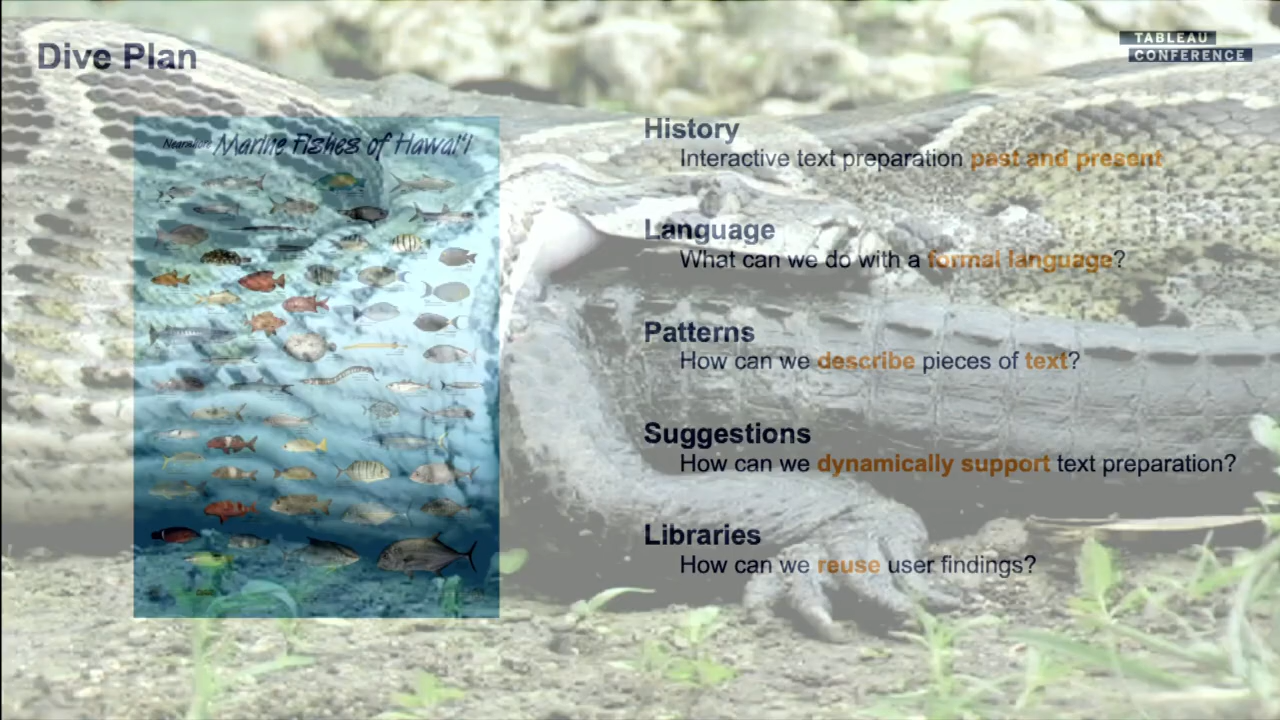 Dive Plan
TABLEAU
CONFERENCE
Nearshore Marine Fishes of Hawai'i
History
Interactive text preparation past and present
Language
What can we do with a formal language?
Patterns
How can we describe pieces of text?
Suggestions
How can we dynamically support text preparation?
Libraries
How can we reuse user findings?